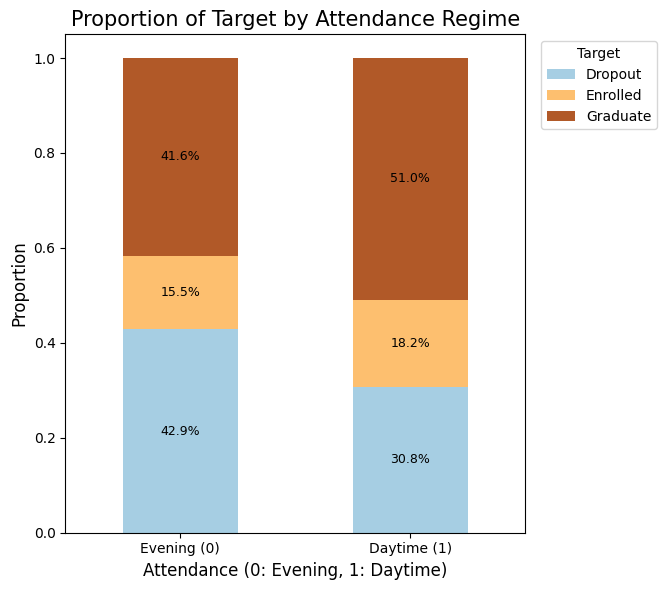 Proportion of Target by Attendance Regime
Target
Dropout
Enrolled
Graduate
Proportion
1.0
0.8
0.6
0.4
0.2
0.0
41.6%
15.5%
42.9%
51.0%
18.2%
30.8%
Evening (0)
Daytime (1)
Attendance (0: Evening, 1: Daytime)